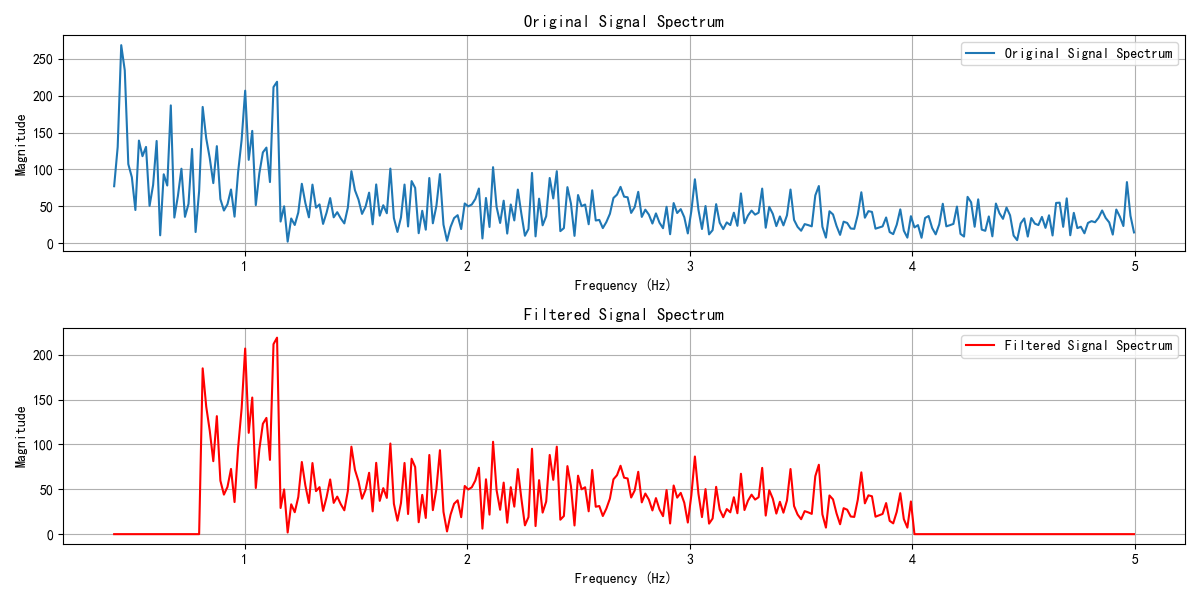 Original Signal Spectrum
Original Signal Spectrum
Magnitude
250
200
150
100
50
0
1
2
3
4
5
Frequency (Hz)
Filtered Signal Spectrum
Filtered Signal Spectrum
Magnitude
200
150
100
50
0
1
2
3
4
5
Frequency (Hz)